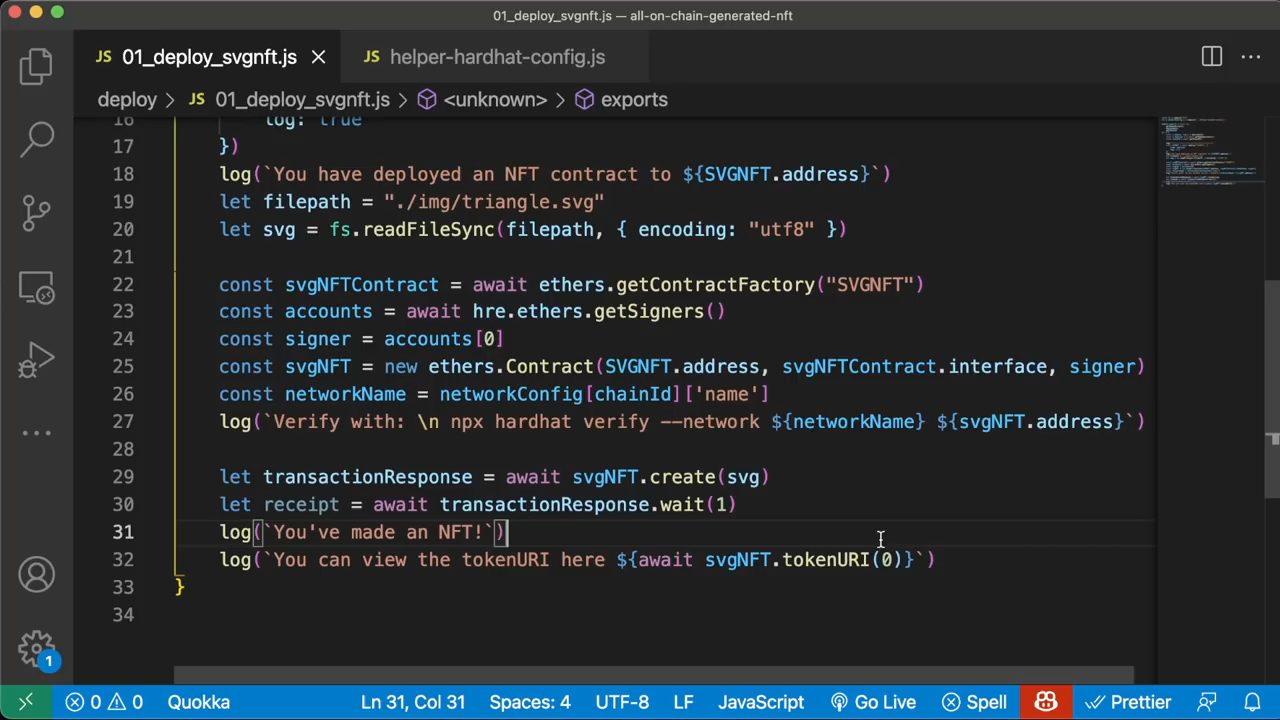 01_deploy_svgnft.js — all-on-chain-generated-nft
JS 01_deploy_svgnft.js JS helper-hardhat-config.js
deploy > JS 01_deploy_svgnft.js > <unknown> > exports
16 log: true
17 })
18 log(`You have deployed an NFT contract to ${SVGNFT.address}`)
19 let filepath = "./img/triangle.svg"
20 let svg = fs.readFileSync(filepath, { encoding: "utf8" })
21
22 const svgNFTContract = await ethers.getContractFactory("SVGNFT")
23 const accounts = await hre.ethers.getSigners()
24 const signer = accounts[0]
25 const svgNFT = new ethers.Contract(SVGNFT.address, svgNFTContract.interface, signer)
26 const networkName = networkConfig[chainId]['name']
27 log(`Verify with: \n npx hardhat verify --network ${networkName} ${svgNFT.address}`)
28
29 let transactionResponse = await svgNFT.create(svg)
30 let receipt = await transactionResponse.wait(1)
31 log(`You've made an NFT!`)
32 log(`You can view the tokenURI here ${await svgNFT.tokenURI(0)}`)
33 }
34
1
0 0 Quokka Ln 31, Col 31 Spaces: 4 UTF-8 LF JavaScript Go Live Spell Prettier